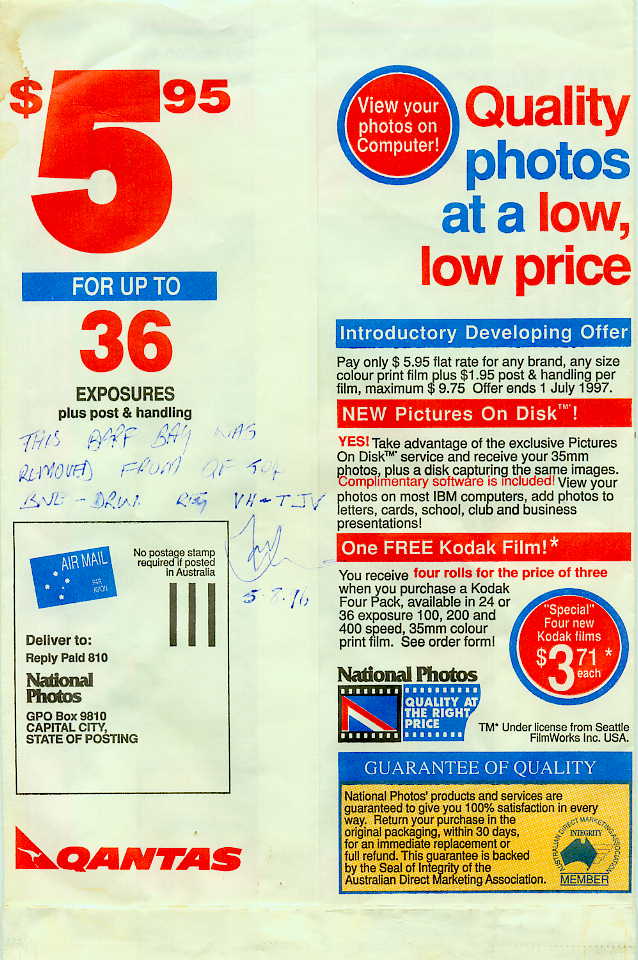 $5.95
FOR UP TO
36
EXPOSURES
plus post & handling
THIS BARF BAG WAS
REMOVED FROM QF
BNE - DRW REG VH-TJV
5.8.96
AIR MAIL
PAR
AVION
No postage stamp
required if posted
in Australia
Deliver to:
Reply Paid 810
National
Photos
GPO Box 9810
CAPITAL CITY,
STATE OF POSTING
QANTAS
View your
photos on
Computer!
Quality
photos
at a low,
low price
Introductory Developing Offer
Pay only $ 5.95 flat rate for any brand, any size
colour print film plus $1.95 post & handling per
film, maximum $ 9.75 Offer ends 1 July 1997.
NEW Pictures On Disk™!
YES! Take advantage of the exclusive Pictures
On Disk™ service and receive your 35mm
photos, plus a disk capturing the same images.
Complimentary software is included! View your
photos on most IBM computers, add photos to
letters, cards, school, club and business
presentations!
One FREE Kodak Film!*
You receive four rolls for the price of three
when you purchase a Kodak
Four Pack, available in 24 or
36 exposure 100, 200 and
400 speed, 35mm colour
print film. See order form!
"Special"
Four new
Kodak films
$3.71 *
each
National Photos
QUALITY AT
THE RIGHT
PRICE
TM* Under license from Seattle
FilmWorks Inc. USA.
GUARANTEE OF QUALITY
National Photos' products and services are
guaranteed to give you 100% satisfaction in every
way. Return your purchase in the
original packaging, within 30 days,
for an immediate replacement or
full refund. This guarantee is backed
by the Seal of Integrity of the
Australian Direct Marketing Association.
AUSTRALIAN DIRECT MARKETING ASSOCIATION
INTEGRITY
MEMBER